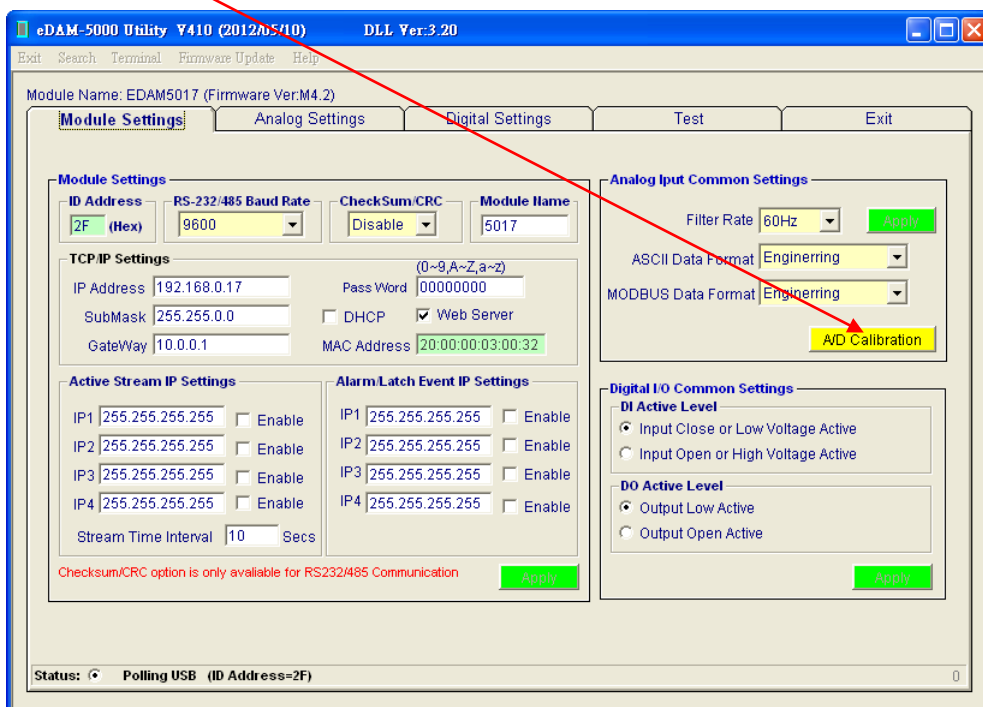 eDAM-5000 Utility V410 (2012/05/10) DLL Ver:3.20
Exit Search Terminal Firmware Update Help
Module Name: EDAM5017 (Firmware Ver:M4.2)
Module Settings Analog Settings Digital Settings Test Exit
Module Settings
ID Address RS-232/485 Baud Rate CheckSum/CRC Module Name
2F (Hex) 9600 Disable 5017
TCP/IP Settings
(0~9,A~Z,a~z)
IP Address 192.168.0.17 Pass Word 00000000
SubMask 255.255.0.0 DHCP Web Server
GateWay 10.0.0.1 MAC Address 20:00:00:03:00:32
Active Stream IP Settings
IP1 255.255.255.255 Enable
IP2 255.255.255.255 Enable
IP3 255.255.255.255 Enable
IP4 255.255.255.255 Enable
Stream Time Interval 10 Secs
Alarm/Latch Event IP Settings
IP1 255.255.255.255 Enable
IP2 255.255.255.255 Enable
IP3 255.255.255.255 Enable
IP4 255.255.255.255 Enable
Checksum/CRC option is only avaliable for RS232/485 Communication Apply
Analog Iput Common Settings
Filter Rate 60Hz Apply
ASCII Data Format Enginerring
MODBUS Data Format Enginerring
A/D Calibration
Digital I/O Common Settings
DI Active Level
Input Close or Low Voltage Active
Input Open or High Voltage Active
DO Active Level
Output Low Active
Output Open Active
Apply
Status: Polling USB (ID Address=2F) 0